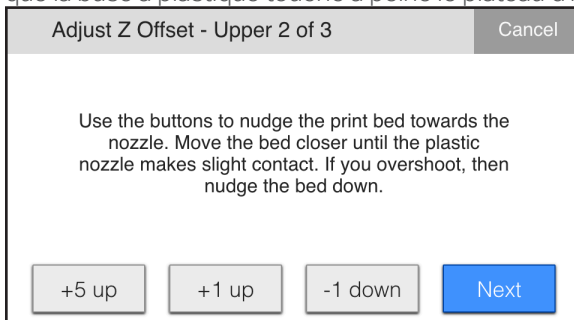 Adjust Z Offset - Upper 2 of 3
Cancel
Use the buttons to nudge the print bed towards the
nozzle. Move the bed closer until the plastic
nozzle makes slight contact. If you overshoot, then
nudge the bed down.
+5 up
+1 up
-1 down
Next